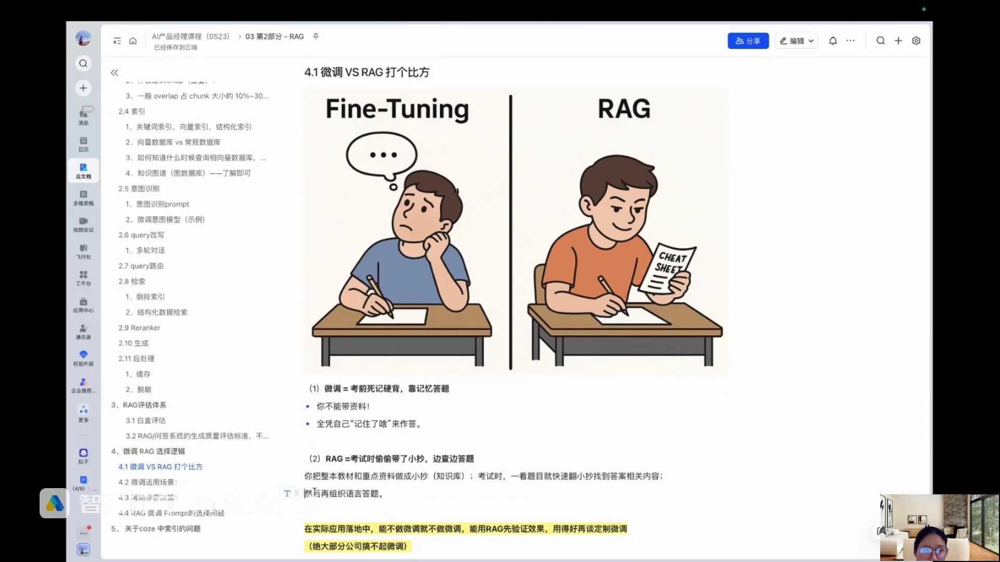 AI产品经理课程（0523） > 03 第2部分 - RAG
已经保存到云端
分享
编辑
499
消息
日历
云文档
多维表格
视频会议
飞行社
工作台
应用中心
通讯录
权益升级
企业推荐...
更多
扣子
(4/9)
3、一般 overlap 占 chunk 大小的 10%~30...
2.4 索引
1、关键词索引，向量索引，结构化索引
2、向量数据库 vs 常规数据库
3、如何知道什么时候查询相向量数据库，...
4、知识图谱（图数据库）——了解即可
2.5 意图识别
1、意图识别prompt
2、微调意图模型（示例）
2.6 query改写
1、多轮对话
2.7 query路由
2.8 检索
1、倒排索引
2、结构化数据检索
2.9 Reranker
2.10 生成
2.11 后处理
1、缓存
2、脱敏
3、RAG评估体系
3.1 白盒评估
3.2 RAG/问答系统的生成质量评估标准，不...
4、微调 RAG 选择逻辑
4.1 微调 VS RAG 打个比方
4.2 微调适用场景：
4.3 落地步骤决策：
4.4 RAG 微调 Prompt的选择问题
5、 关于coze 中索引的问题
4.1 微调 VS RAG 打个比方
Fine-Tuning
RAG
CHEAT
SHEET
（1）微调 = 考前死记硬背，靠记忆答题
• 你不能带资料！
• 全凭自己“记住了啥”来作答。
（2）RAG =考试时偷偷带了小抄，边查边答题
你把整本教材和重点资料做成小抄（知识库）；考试时，一看题目就快速翻小抄找到答案相关内容；
然后再组织语言答题。
在实际应用落地中，能不做微调就不做微调，能用RAG先验证效果，用得好再谈定制微调
（绝大部分公司搞不起微调）